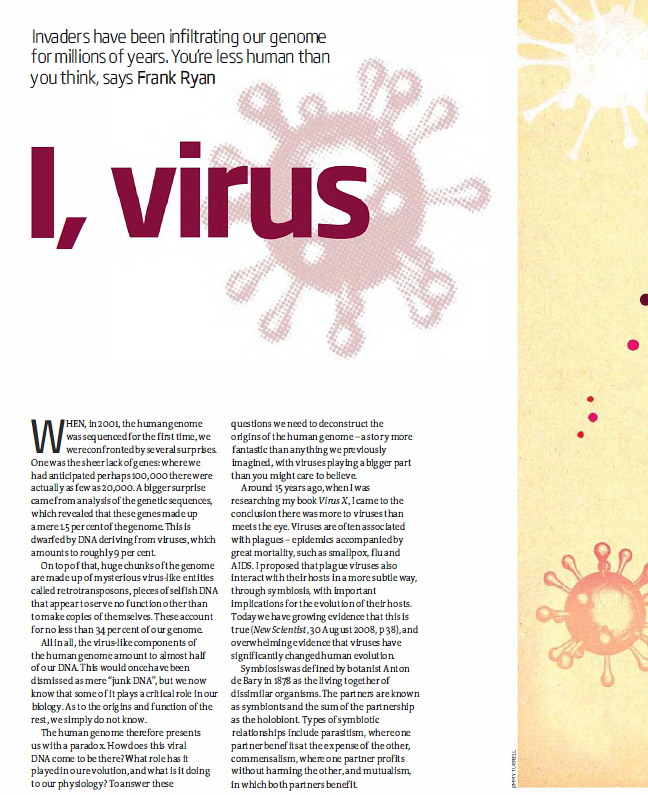 Invaders have been infiltrating our genome
for millions of years. You're less human than
you think, says Frank Ryan
I, virus
WHEN, in 2001, the human genome
was sequenced for the first time, we
were confronted by several surprises.
One was the sheer lack of genes: where we
had anticipated perhaps 100,000 there were
actually as few as 20,000. A bigger surprise
came from analysis of the genetic sequences,
which revealed that these genes made up
a mere 1.5 per cent of the genome. This is
dwarfed by DNA deriving from viruses, which
amounts to roughly 9 per cent.
On top of that, huge chunks of the genome
are made up of mysterious virus-like entities
called retrotransposons, pieces of selfish DNA
that appear to serve no function other than
to make copies of themselves. These account
for no less than 34 per cent of our genome.
All in all, the virus-like components of
the human genome amount to almost half
of our DNA. This would once have been
dismissed as mere "junk DNA", but we now
know that some of it plays a critical role in our
biology. As to the origins and function of the
rest, we simply do not know.
The human genome therefore presents
us with a paradox. How does this viral
DNA come to be there? What role has it
played in our evolution, and what is it doing
to our physiology? To answer these
questions we need to deconstruct the
origins of the human genome – a story more
fantastic than anything we previously
imagined, with viruses playing a bigger part
than you might care to believe.
Around 15 years ago, when I was
researching my book Virus X, I came to the
conclusion there was more to viruses than
meets the eye. Viruses are often associated
with plagues – epidemics accompanied by
great mortality, such as smallpox, flu and
AIDS. I proposed that plague viruses also
interact with their hosts in a more subtle way,
through symbiosis, with important
implications for the evolution of their hosts.
Today we have growing evidence that this is
true (New Scientist, 30 August 2008, p 38), and
overwhelming evidence that viruses have
significantly changed human evolution.
Symbiosis was defined by botanist Anton
de Bary in 1878 as the living together of
dissimilar organisms. The partners are known
as symbionts and the sum of the partnership
as the holobiont. Types of symbiotic
relationships include parasitism, where one
partner benefits at the expense of the other,
commensalism, where one partner profits
without harming the other, and mutualism,
in which both partners benefit.
JIMMY TURRELL